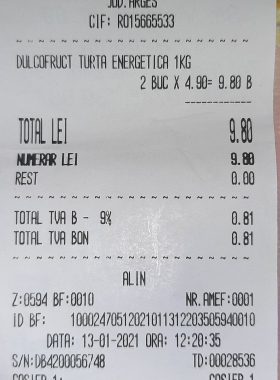 JUD.ARGES
CIF: RO15665533
DULCOFRUCT TURTA ENERGETICA 1KG
2 BUC X 4.90= 9.80 B
TOTAL LEI 9.80
NUMERAR LEI 9.80
REST 0.00
TOTAL TVA B - 9% 0.81
TOTAL TVA BON 0.81
ALIN
Z:0594 BF:0010 NR.AMEF:0001
ID BF: 10002470512021011312203505940010
DATA: 13-01-2021 ORA: 12:20:35
S/N:DB4200056748 TD:00028536